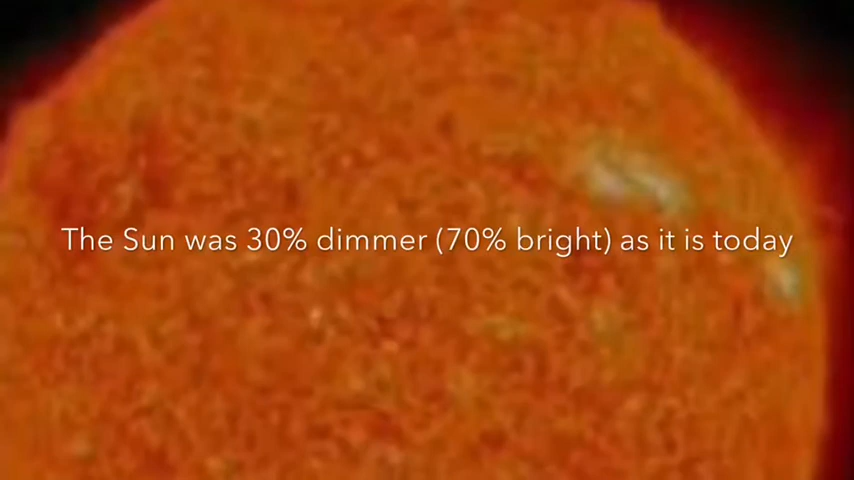 The Sun was 30% dimmer (70% bright) as it is today